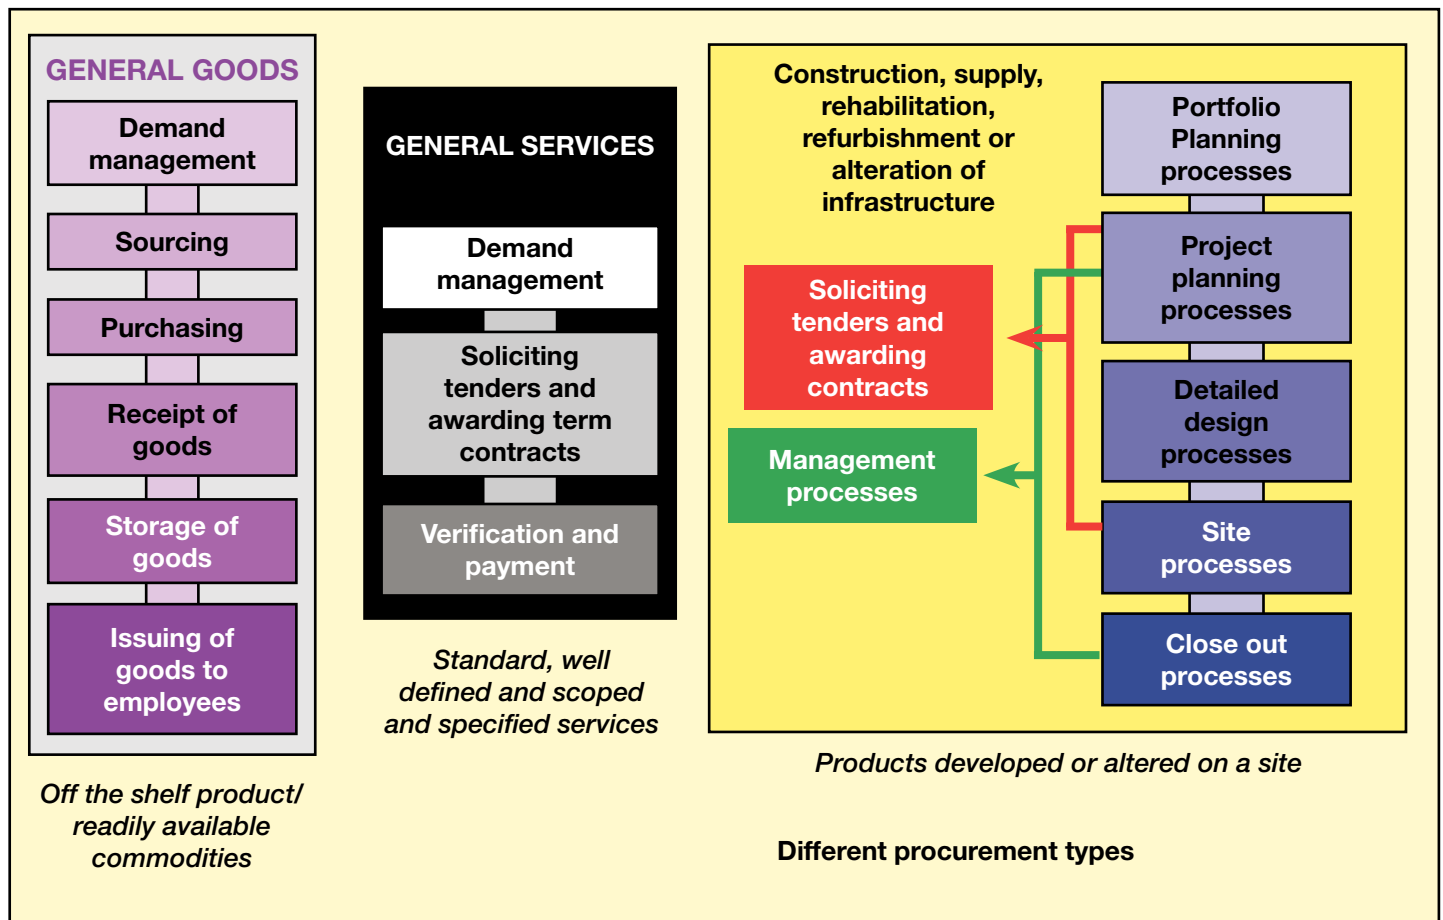 GENERAL GOODS
Demand
management
Sourcing
Purchasing
Receipt of
goods
Storage of
goods
Issuing of
goods to
employees
Off the shelf product/
readily available
commodities
GENERAL SERVICES
Demand
management
Soliciting
tenders and
awarding term
contracts
Verification and
payment
Standard, well
defined and scoped
and specified services
Construction, supply,
rehabilitation,
refurbishment or
alteration of
infrastructure
Soliciting
tenders and
awarding
contracts
Management
processes
Portfolio
Planning
processes
Project
planning
processes
Detailed
design
processes
Site
processes
Close out
processes
Products developed or altered on a site
Different procurement types